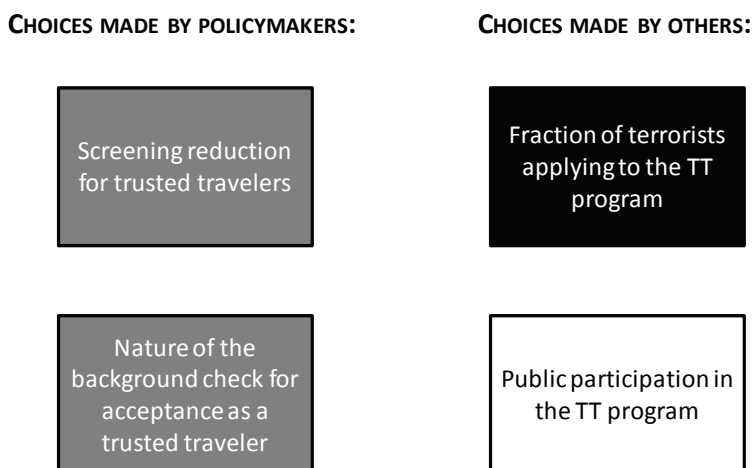 CHOICES MADE BY POLICYMAKERS:
CHOICES MADE BY OTHERS:
Screening reduction
for trusted travelers
Fraction of terrorists
applying to the TT
program
Nature of the
background check for
acceptance as a
trusted traveler
Public participation in
the TT program